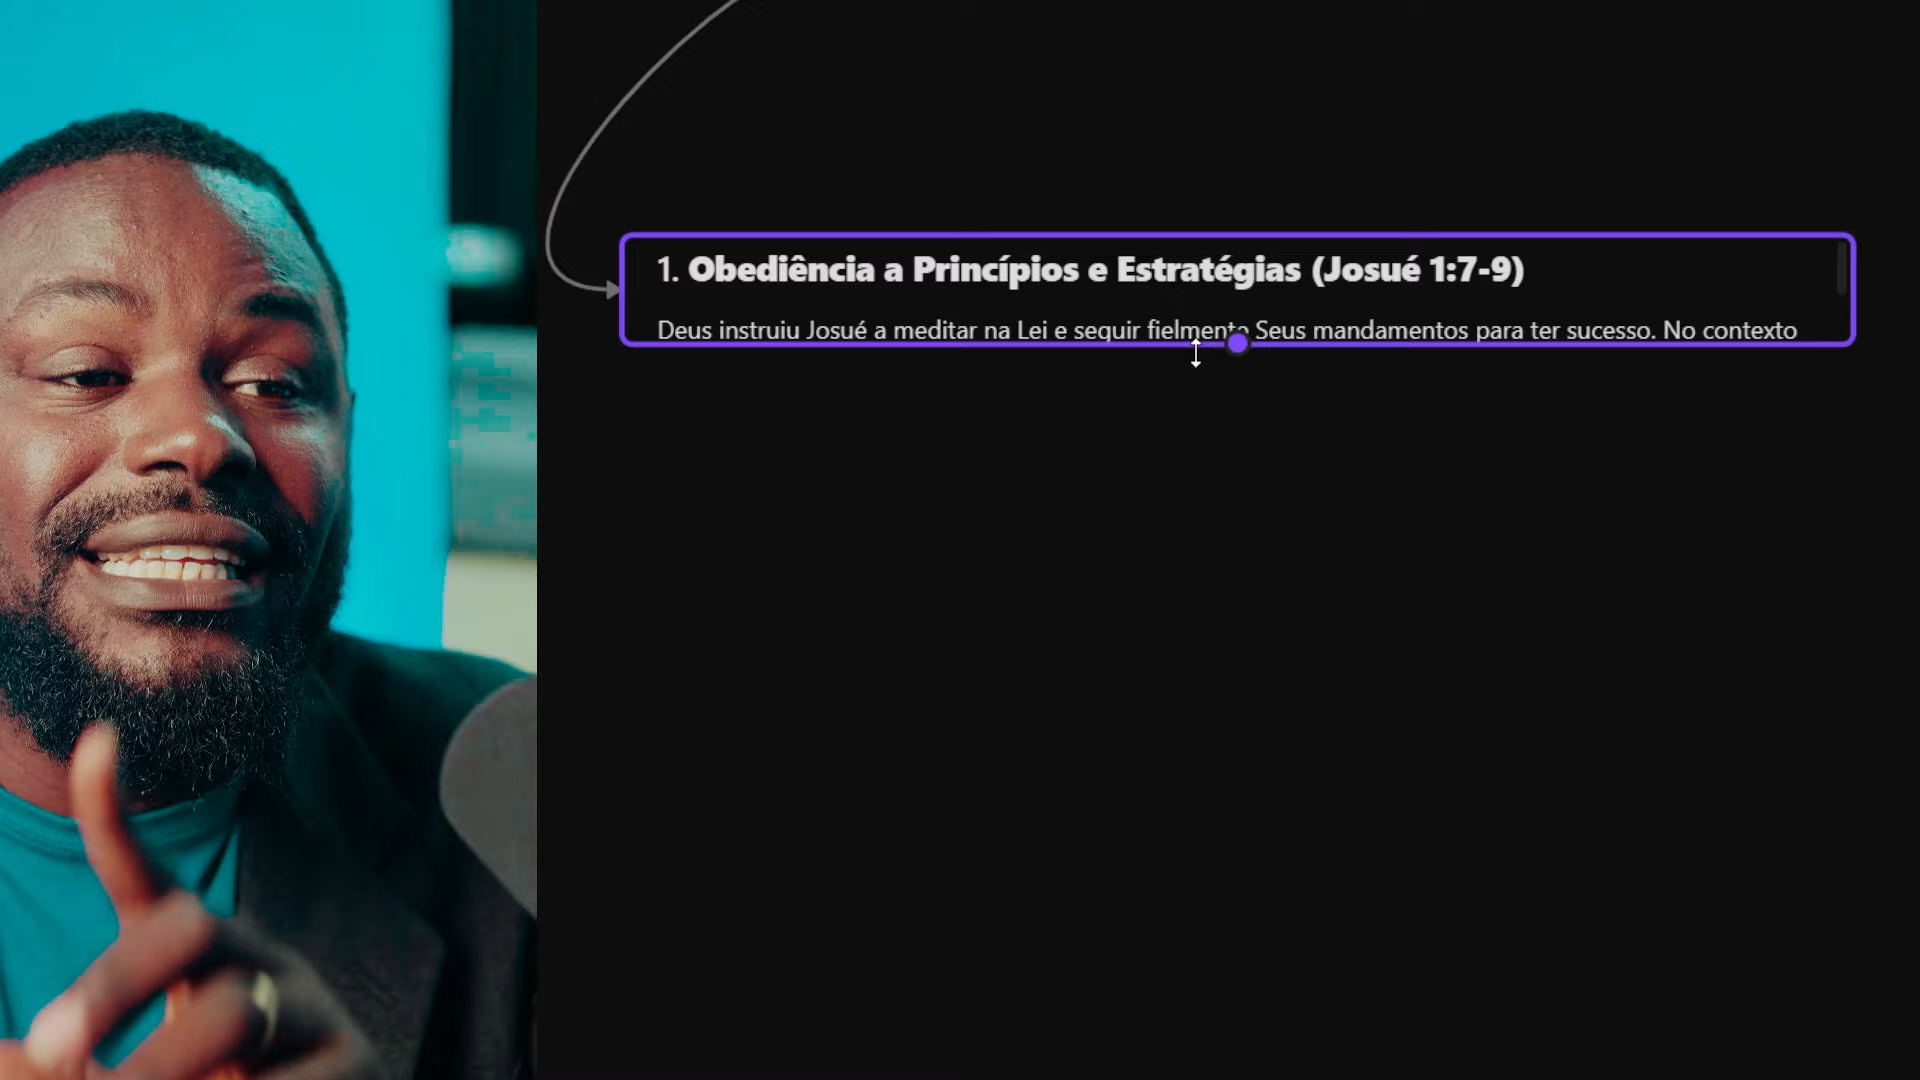 1. Obediência a Princípios e Estratégias (Josué 1:7-9)
Deus instruiu Josué a meditar na Lei e seguir fielmente Seus mandamentos para ter sucesso. No contexto